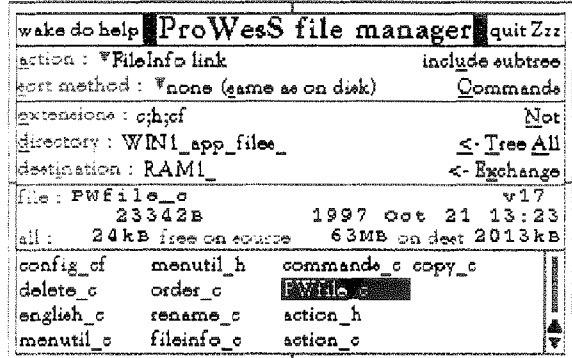 wake do help ProWesS file manager quit Zzz
action : ▼FileInfo link include subtree
sort method : ▼none (same as on disk) Commands
extensions : c;h;cf Not
directory : WIN1_app_files_ <- Tree All
destination : RAM1_ <- Exchange
file : PWfile_c v17
23342B 1997 Oct 21 13:23
all : 24kB free on source 63MB on dest 2013kB
config_cf menutil_h commands_c copy_c
delete_c order_c PWfile_c
english_c rename_c action_h
menutil_c fileinfo_c action_c